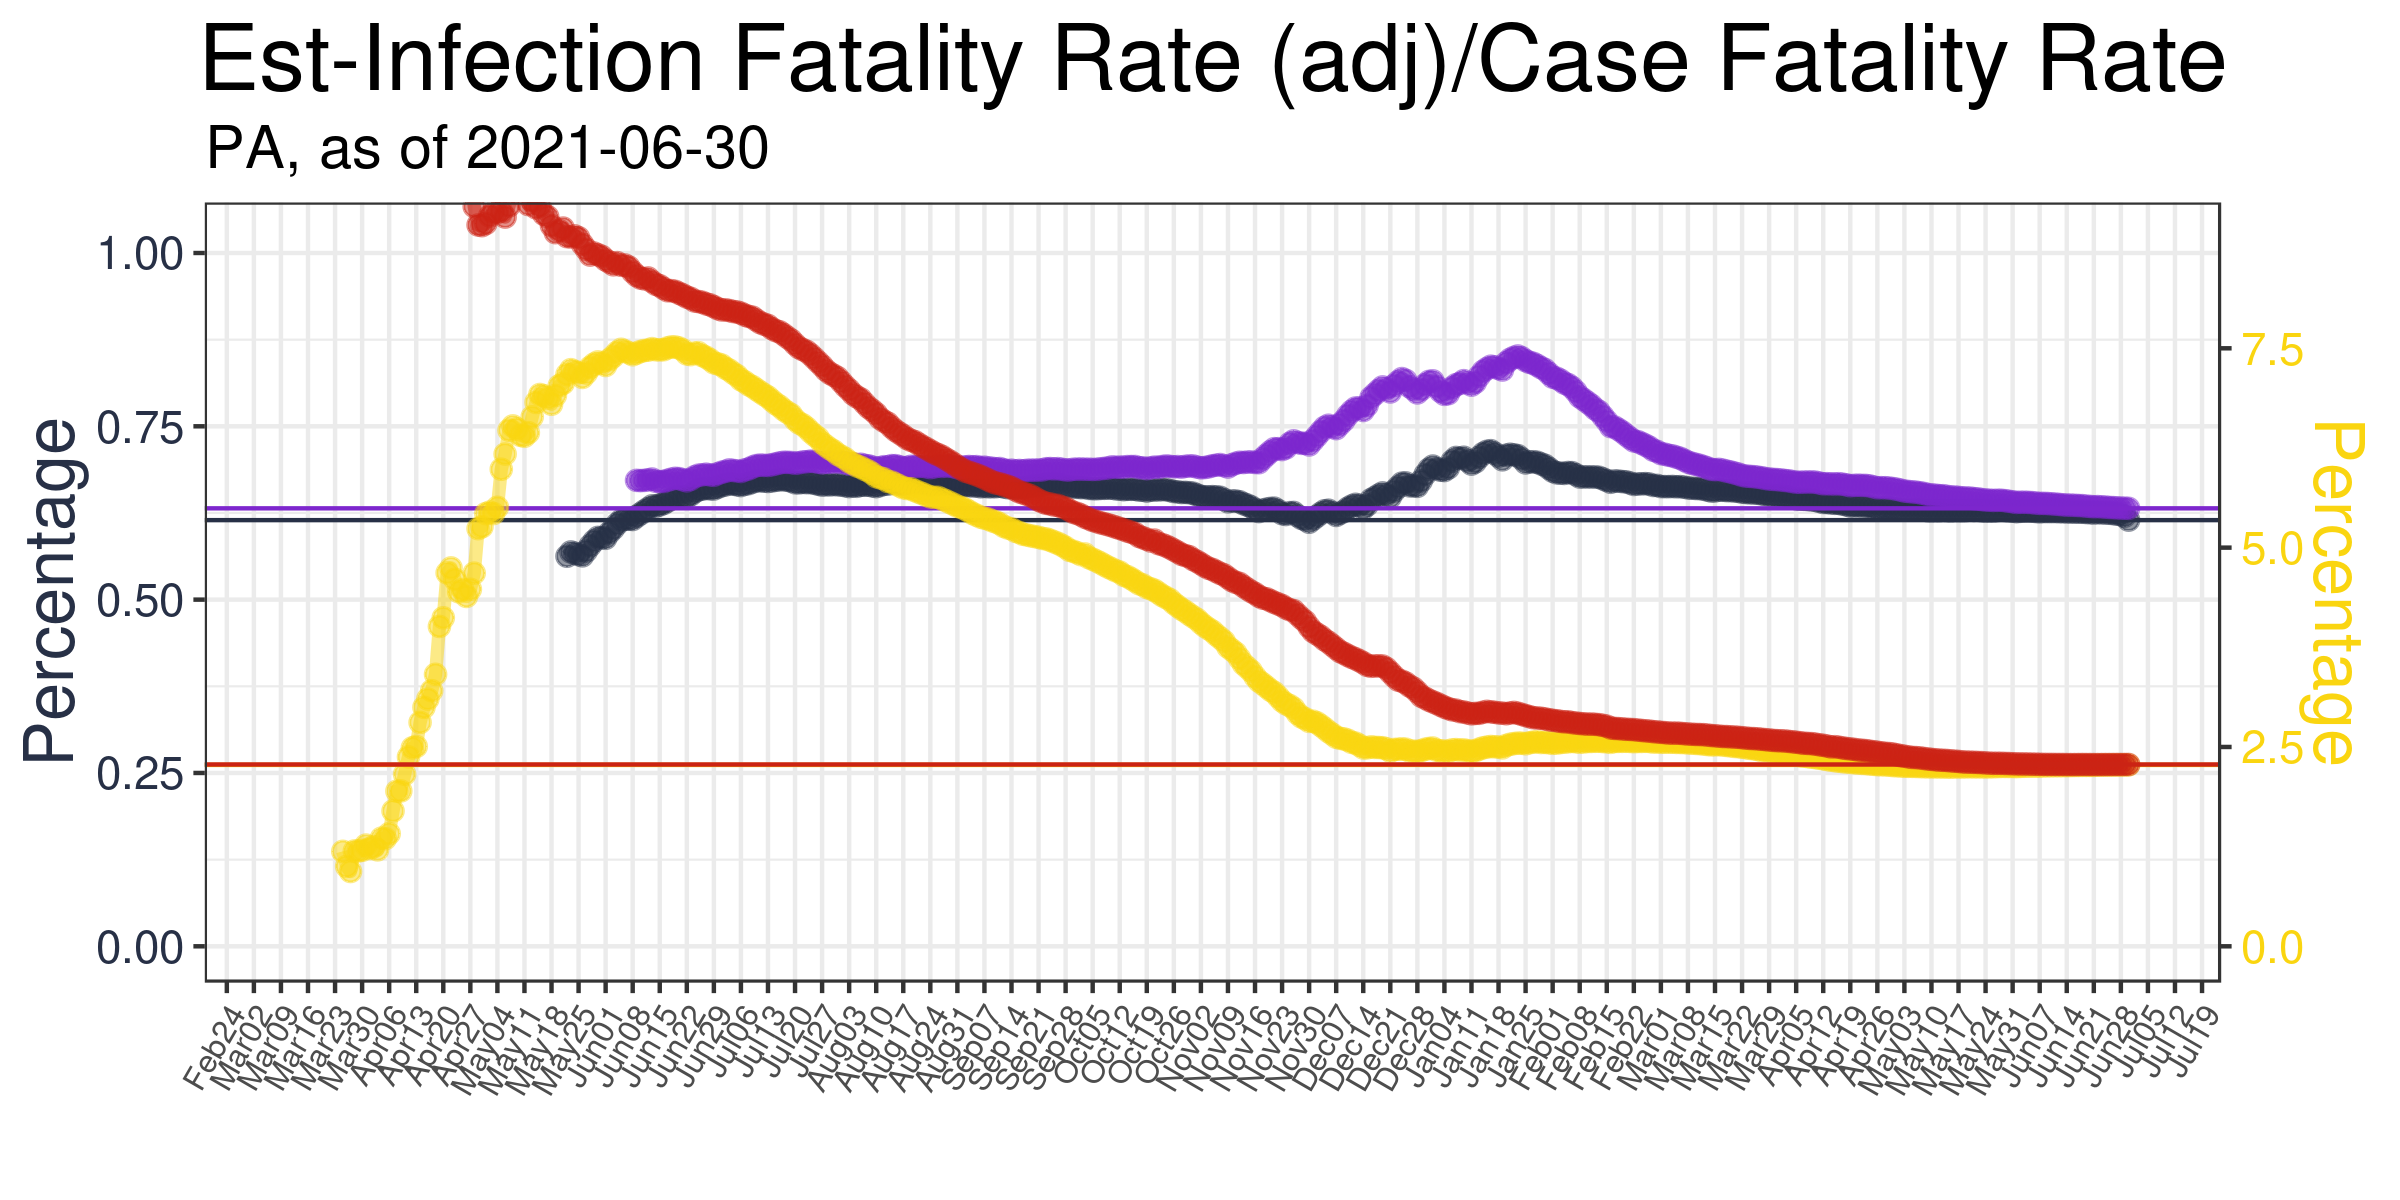 Est-Infection Fatality Rate (adj)/Case Fatality Rate
PA, as of 2021-06-30
Percentage
1.00
0.75
0.50
0.25
0.00
7.5
5.0
2.5
0.0
Percentage
Feb24
Mar02
Mar09
Mar16
Mar23
Mar30
Apr06
Apr13
Apr20
Apr27
May04
May11
May18
May25
Jun01
Jun08
Jun15
Jun22
Jun29
Jul06
Jul13
Jul20
Jul27
Aug03
Aug10
Aug17
Aug24
Aug31
Sep07
Sep14
Sep21
Sep28
Oct05
Oct12
Oct19
Oct26
Nov02
Nov09
Nov16
Nov23
Nov30
Dec07
Dec14
Dec21
Dec28
Jan04
Jan11
Jan18
Jan25
Feb01
Feb08
Feb15
Feb22
Mar01
Mar08
Mar15
Mar22
Mar29
Apr05
Apr12
Apr19
Apr26
May03
May10
May17
May24
May31
Jun07
Jun14
Jun21
Jun28
Jul05
Jul12
Jul19